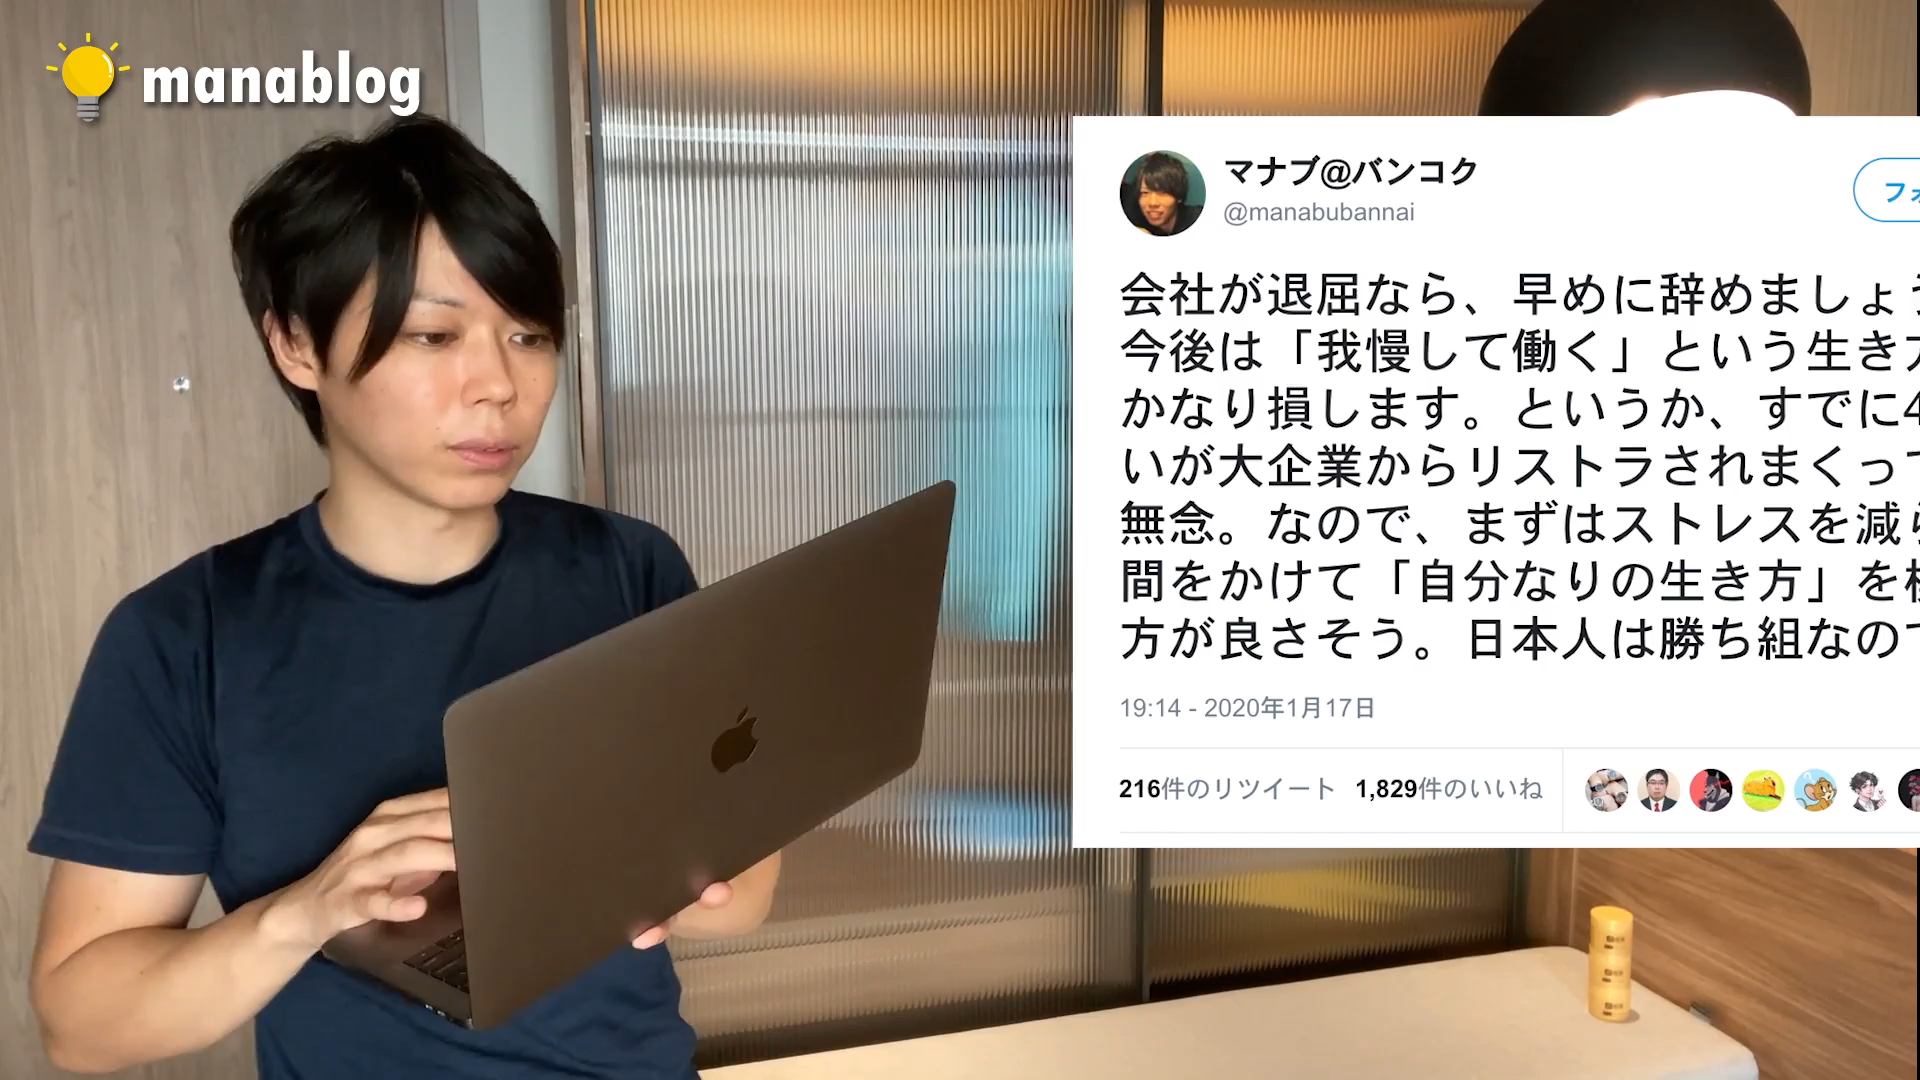 manablog
マナブ@バンコク
@manabubannai
フォ
会社が退屈なら、早めに辞めましょ
今後は「我慢して働く」という生き
かなり損します。というか、すでに4
いが大企業からリストラされまくっ
無念。なので、まずはストレスを減
間をかけて「自分なりの生き方」を
方が良さそう。日本人は勝ち組なの
19:14 - 2020年1月17日
216件のリツイート 1,829件のいいね